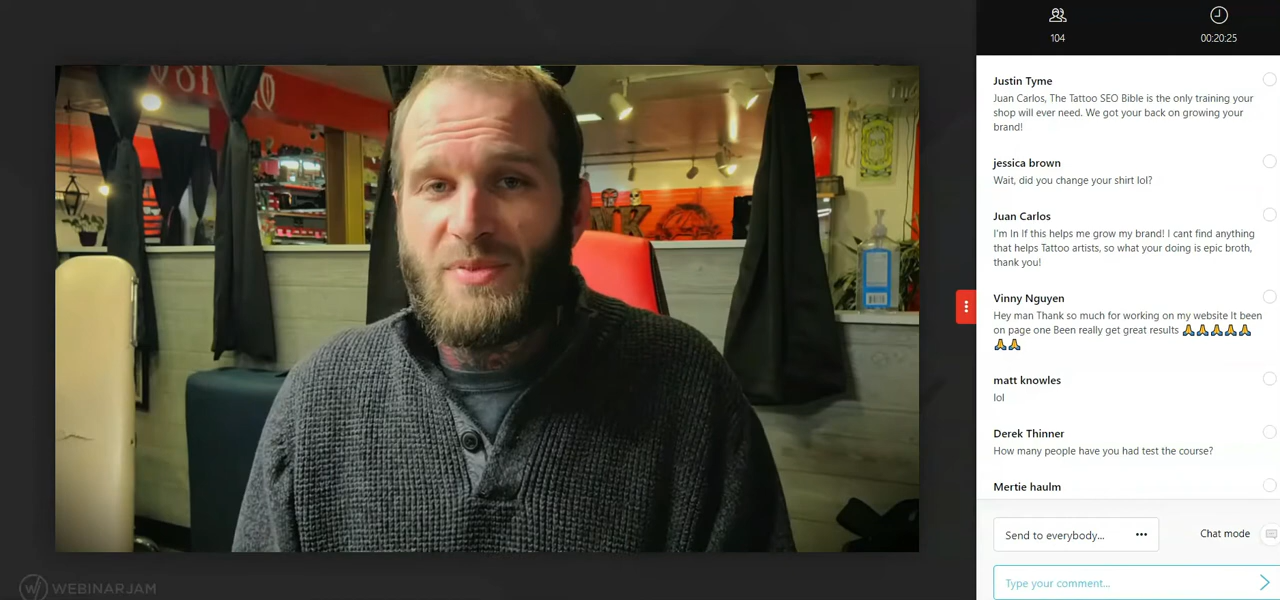 104
00:20:25
Justin Tyme
Juan Carlos, The Tattoo SEO Bible is the only training your
shop will ever need. We got your back on growing your
brand!
jessica brown
Wait, did you change your shirt lol?
Juan Carlos
I'm In If this helps me grow my brand! I cant find anything
that helps Tattoo artists, so what your doing is epic broth,
thank you!
Vinny Nguyen
Hey man Thank so much for working on my website It been
on page one Been really get great results 🙏🙏🙏🙏🙏
🙏🙏
matt knowles
lol
Derek Thinner
How many people have you had test the course?
Mertie haulm
Send to everybody... •••
Chat mode
Type your comment...
WEBINARJAM